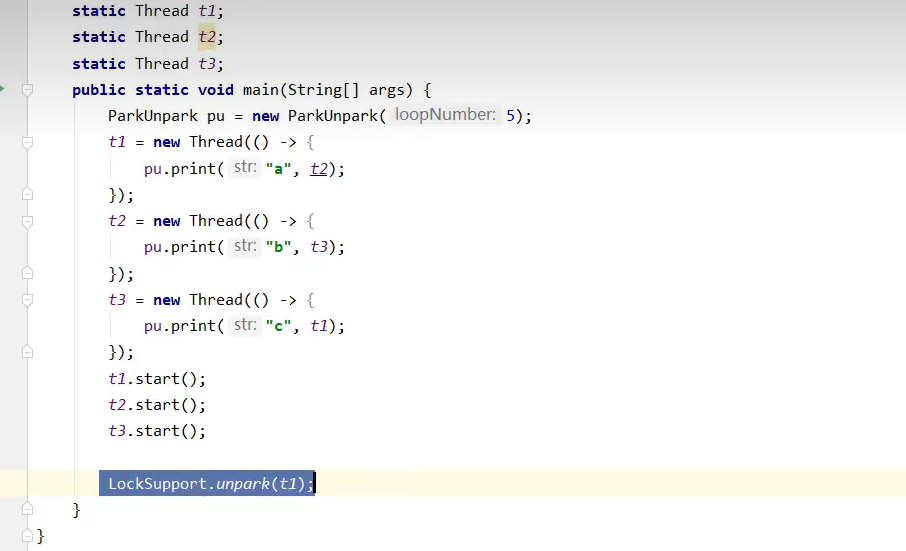 static Thread t1;
static Thread t2;
static Thread t3;
public static void main(String[] args) {
ParkUnpark pu = new ParkUnpark( loopNumber: 5);
t1 = new Thread(() -> {
pu.print( str: "a", t2);
});
t2 = new Thread(() -> {
pu.print( str: "b", t3);
});
t3 = new Thread(() -> {
pu.print( str: "c", t1);
});
t1.start();
t2.start();
t3.start();
LockSupport.unpark(t1);
}
}